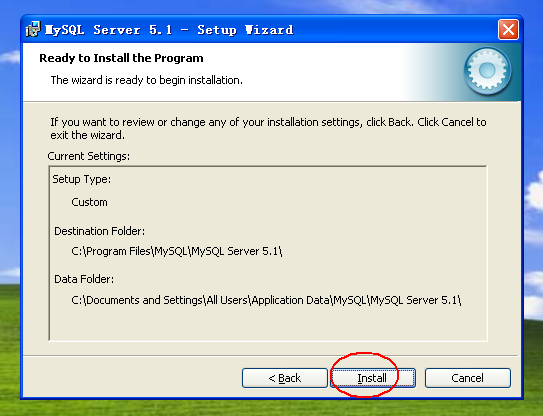 MySQL Server 5.1 - Setup Wizard
Ready to Install the Program
The wizard is ready to begin installation.
If you want to review or change any of your installation settings, click Back. Click Cancel to
exit the wizard.
Current Settings:
Setup Type:
Custom
Destination Folder:
C:\Program Files\MySQL\MySQL Server 5.1\
Data Folder:
C:\Documents and Settings\All Users\Application Data\MySQL\MySQL Server 5.1\
< Back
Install
Cancel